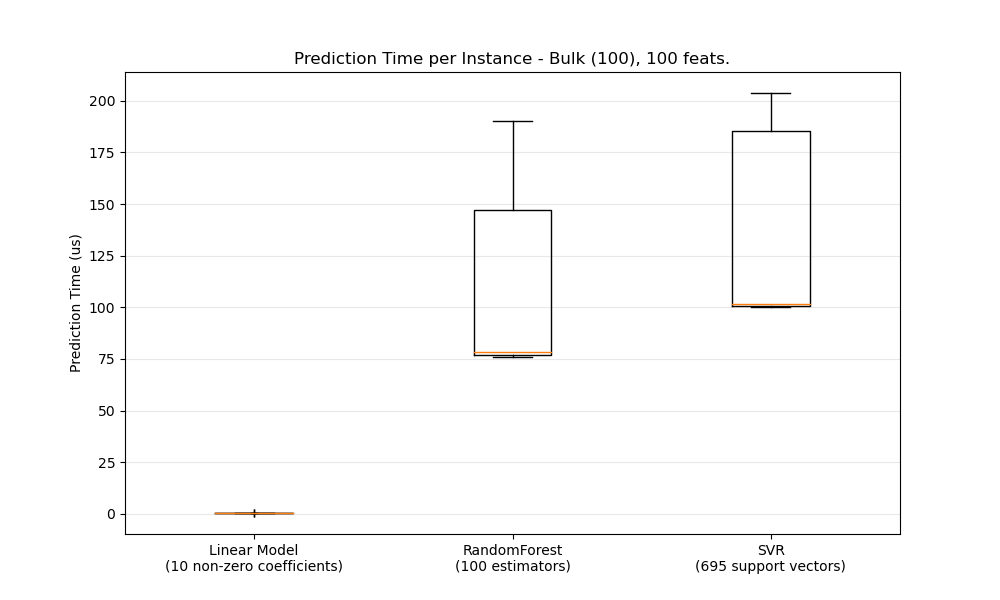 Prediction Time per Instance - Bulk (100), 100 feats.
Prediction Time (us)
200
175
150
125
100
75
50
25
0
Linear Model
(10 non-zero coefficients)
RandomForest
(100 estimators)
SVR
(695 support vectors)